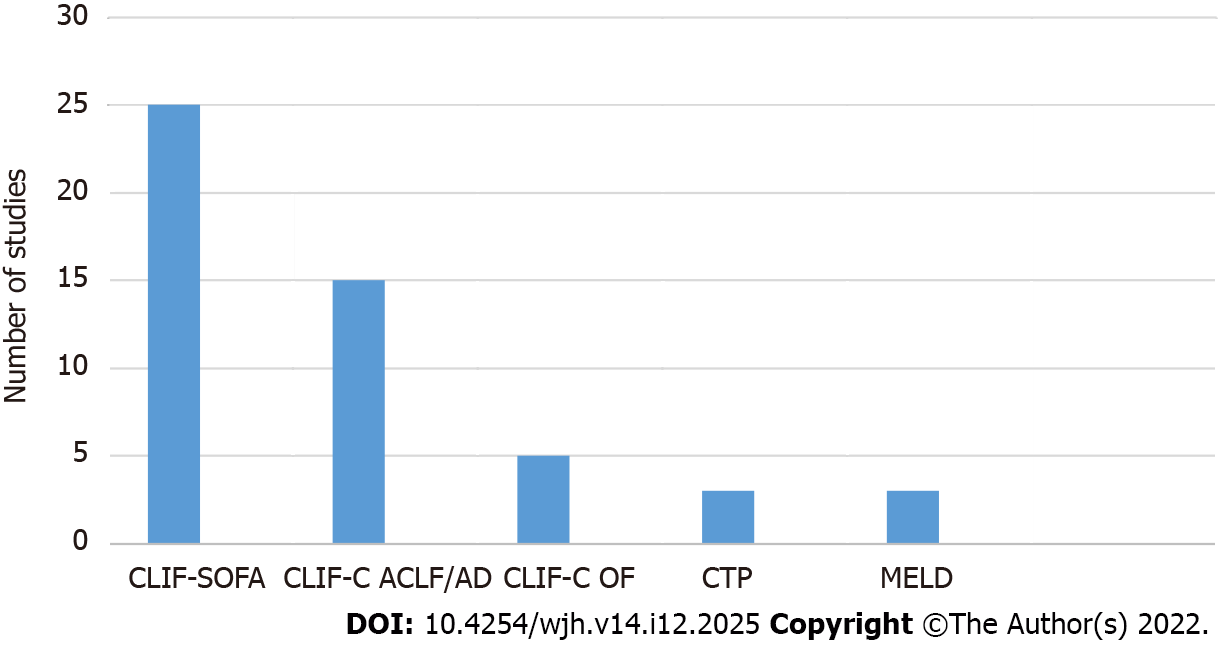 Number of studies
30
25
20
15
10
5
0
CLIF-SOFA CLIF-C ACLF/AD CLIF-C OF CTP MELD
DOI: 10.4254/wjh.v14.i12.2025 Copyright ©The Author(s) 2022.